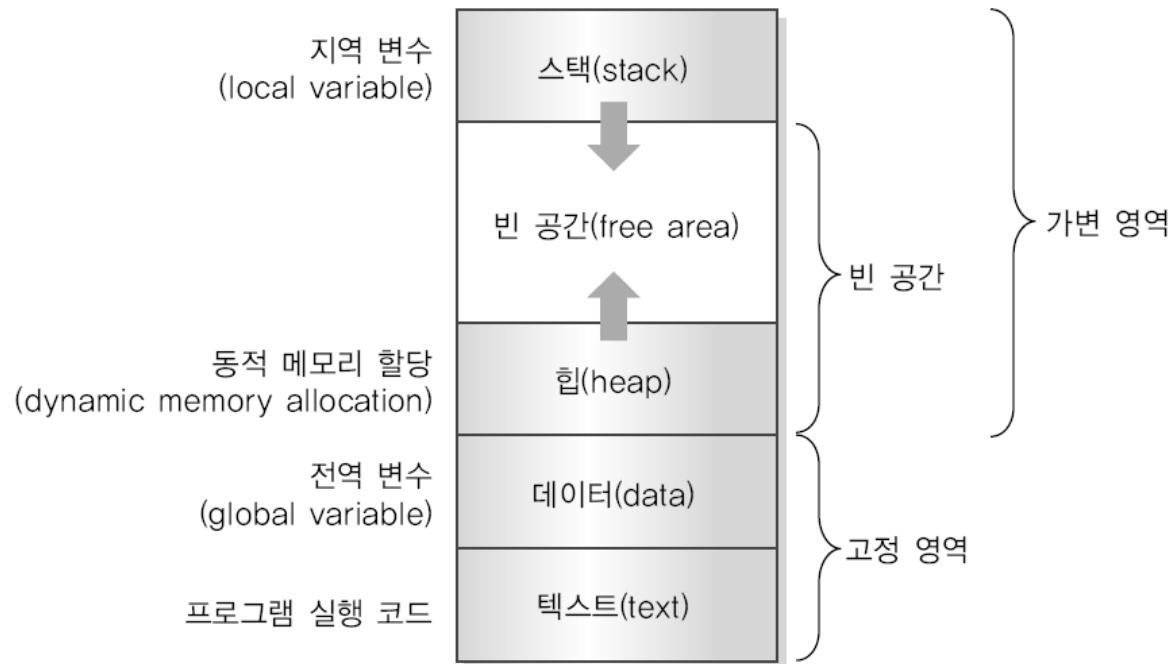 지역 변수
(local variable)
스택(stack)
빈 공간(free area)
가변 영역
빈 공간
동적 메모리 할당
(dynamic memory allocation)
힙(heap)
전역 변수
(global variable)
데이터(data)
고정 영역
프로그램 실행 코드
텍스트(text)